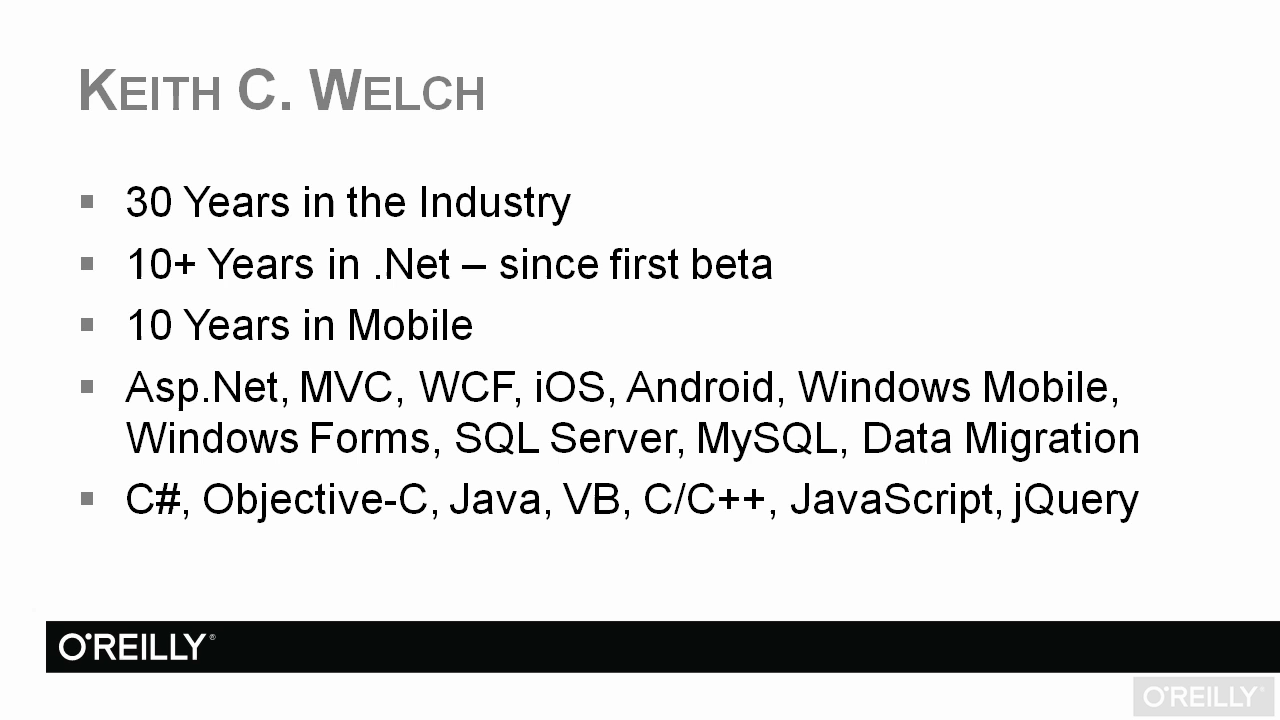 KEITH C. WELCH
30 Years in the Industry
10+ Years in .Net – since first beta
10 Years in Mobile
Asp.Net, MVC, WCF, iOS, Android, Windows Mobile,
Windows Forms, SQL Server, MySQL, Data Migration
C#, Objective-C, Java, VB, C/C++, JavaScript, jQuery
O'REILLY®
O'REILLY®